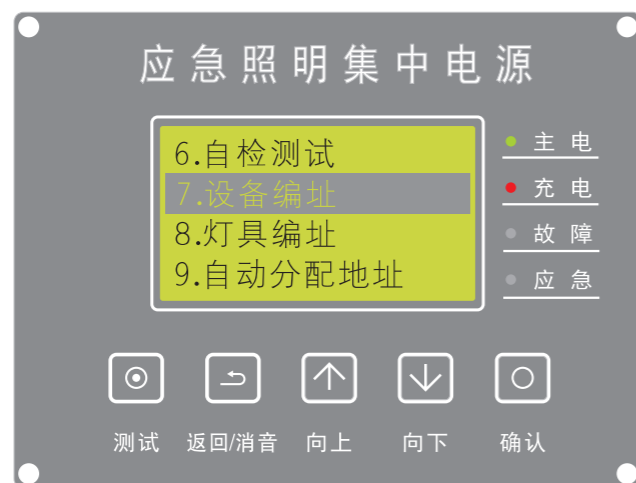 应急照明集中电源
6.自检测试
7.设备编址
8.灯具编址
9.自动分配地址
主电
充电
故障
应急
测试 返回/消音 向上 向下 确认